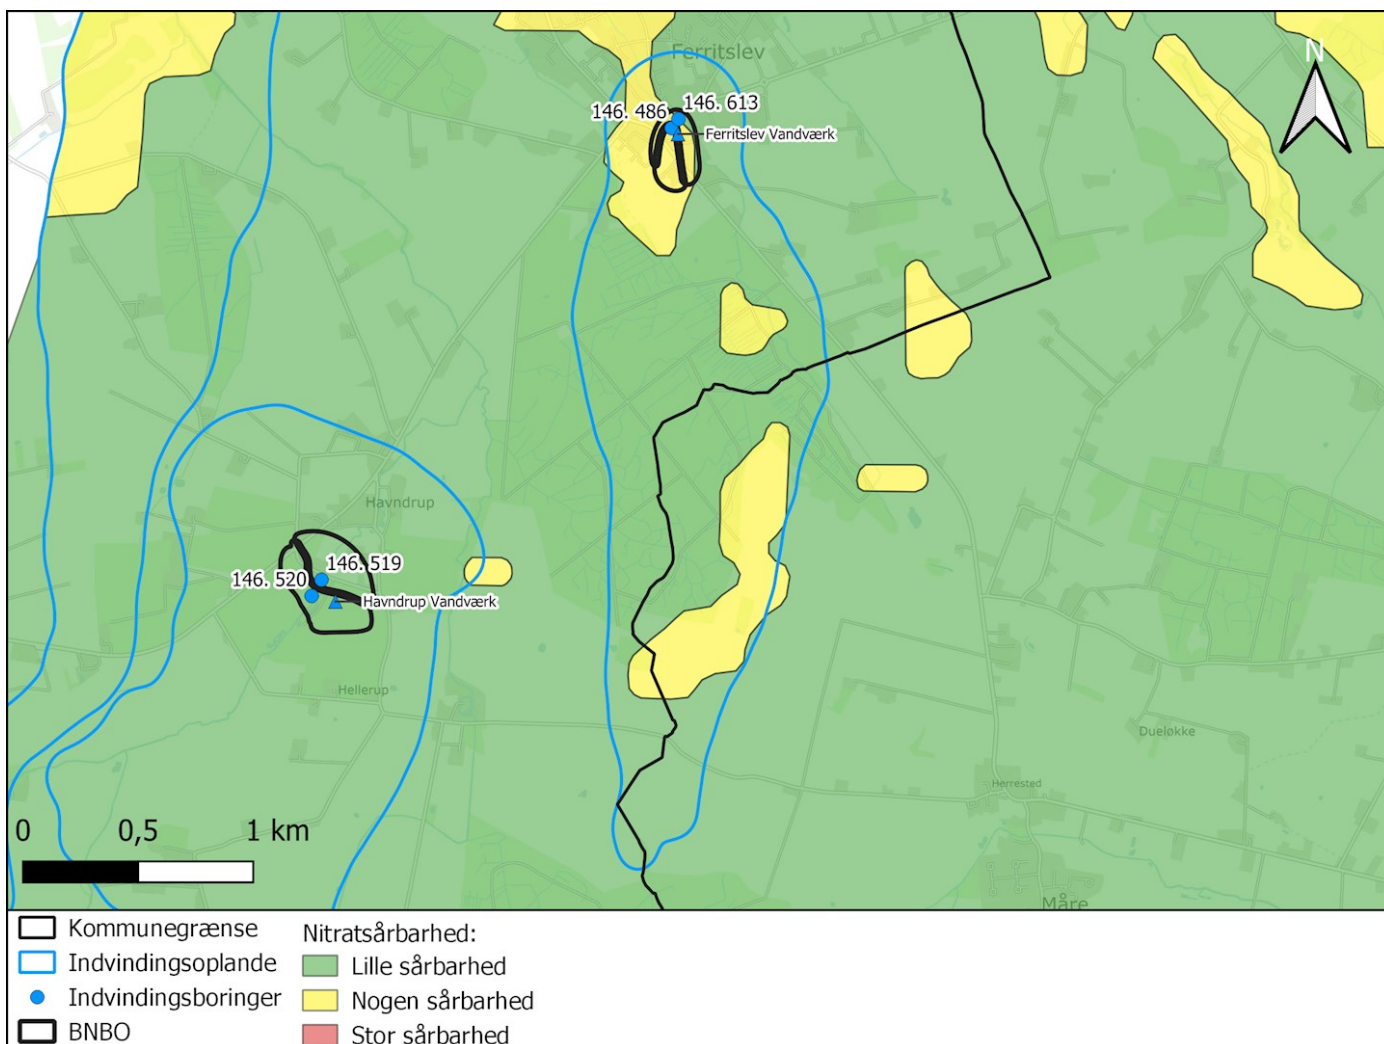 Ferritslev
N
146. 486
146. 613
Ferritslev Vandværk
Havndrup
146. 519
146. 520
Havndrup Vandværk
Hellerup
Dueløkke
Herrested
Måre
0 0,5 1 km
Kommunegrænse
Indvindingsoplande
Indvindingsboringer
BNBO
Nitratsårbarhed:
Lille sårbarhed
Nogen sårbarhed
Stor sårbarhed